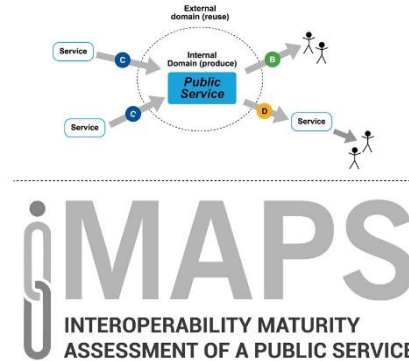 External
domain (reuse)
Service
C
Internal
Domain (produce)
B
Public
Service
Service
C
D
Service
iMAPS
INTEROPERABILITY MATURITY
ASSESSMENT OF A PUBLIC SERVICE